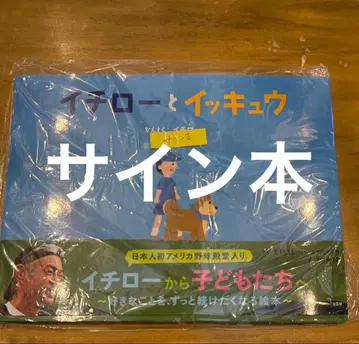 イチローとイッキュウ
サイン本
日本人初アメリカ野球殿堂入り
イチローから子どもたちへ
～好きなことを、ずっと続けたくなる絵本～